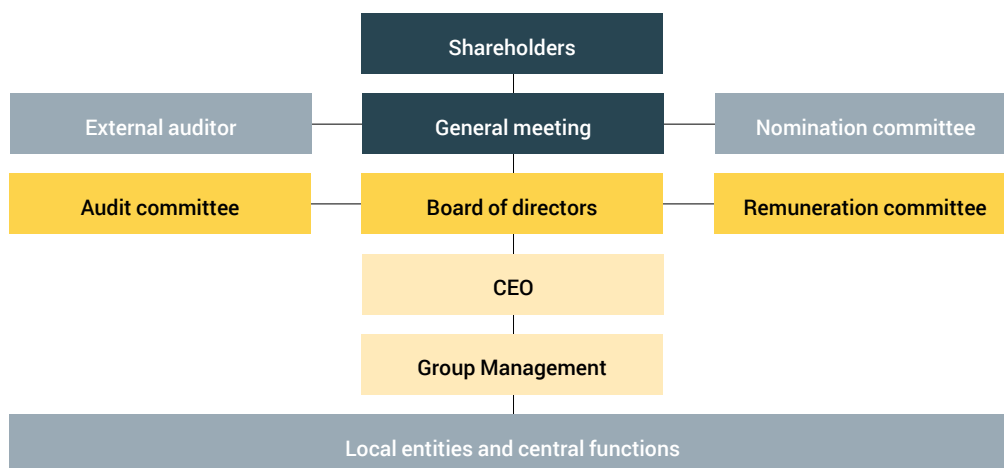 Shareholders
External auditor
General meeting
Nomination committee
Audit committee
Board of directors
Remuneration committee
CEO
Group Management
Local entities and central functions